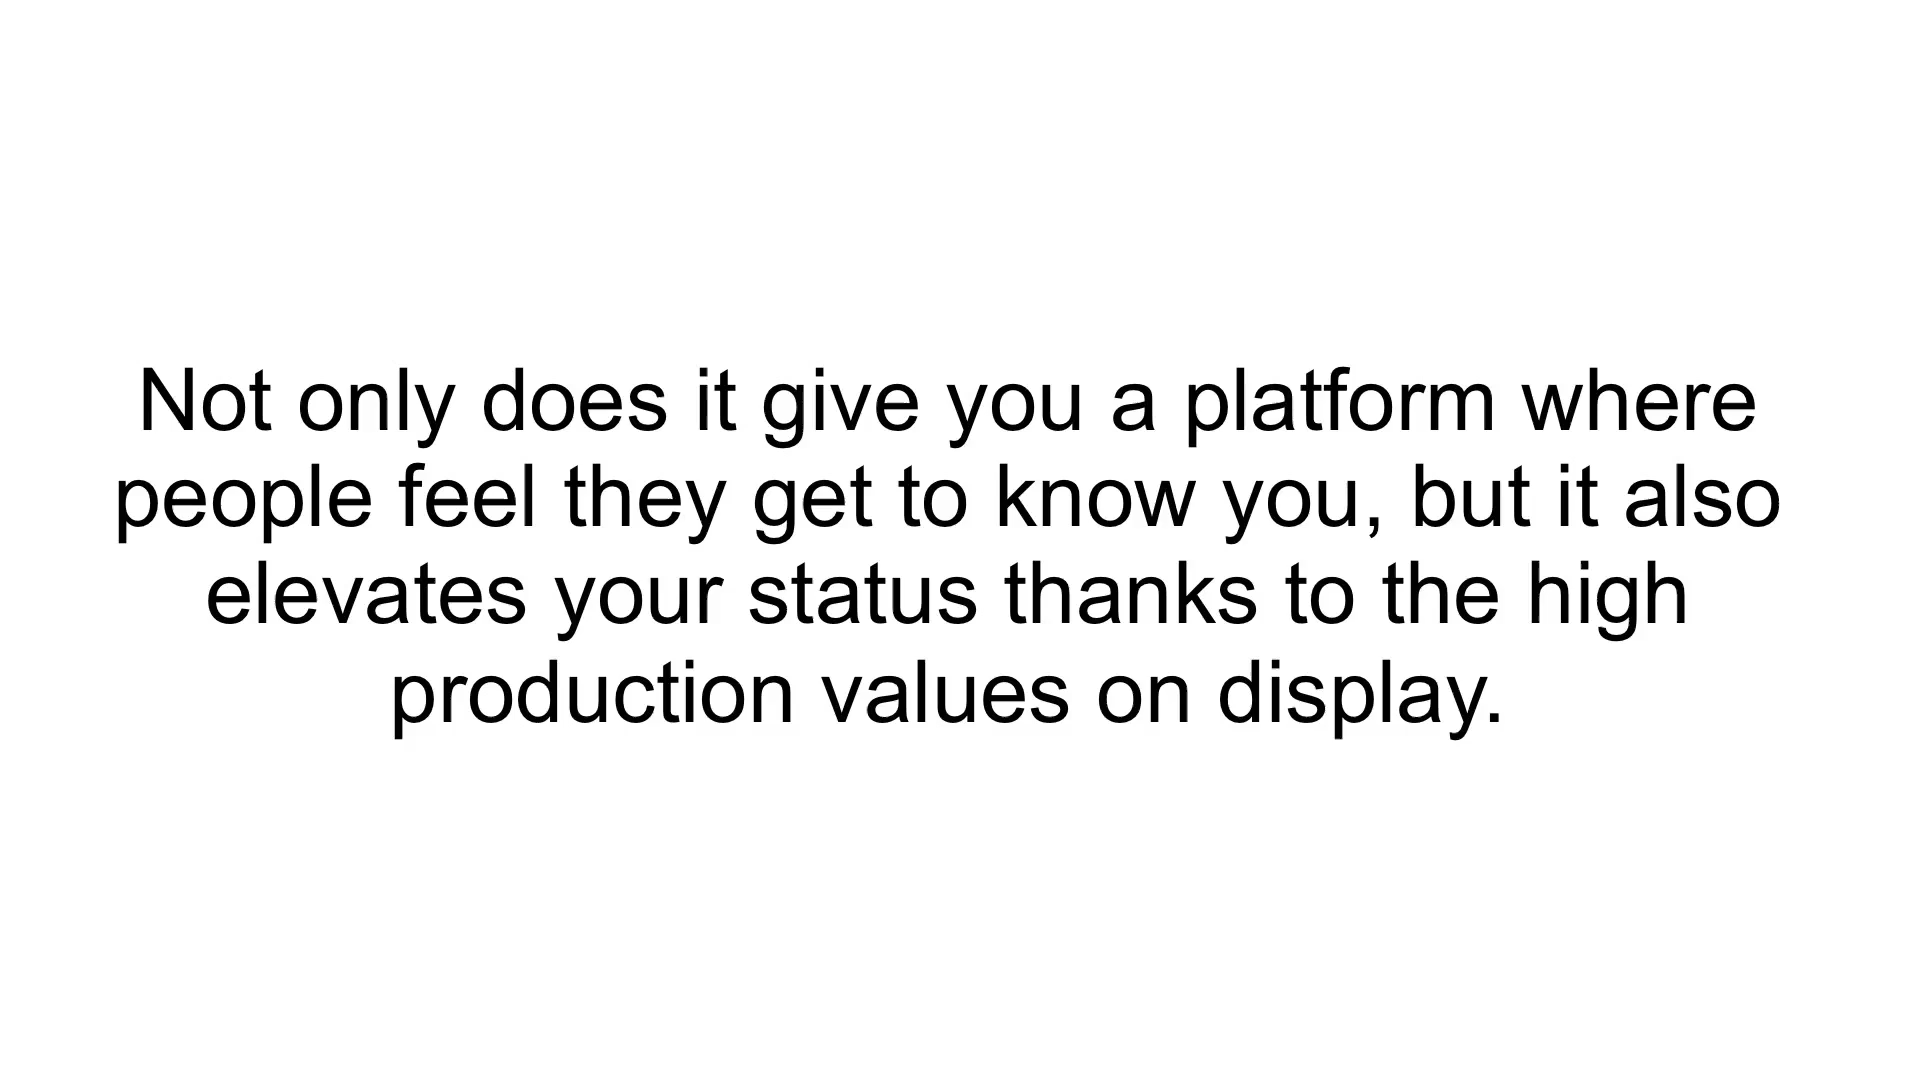 Not only does it give you a platform where
people feel they get to know you, but it also
elevates your status thanks to the high
production values on display.